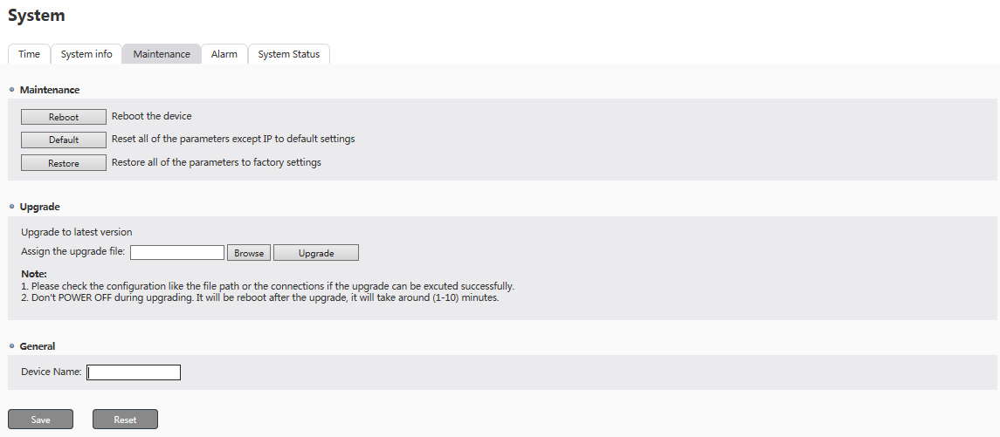 System
Time System info Maintenance Alarm System Status
Maintenance
Reboot Reboot the device
Default Reset all of the parameters except IP to default settings
Restore Restore all of the parameters to factory settings
Upgrade
Upgrade to latest version
Assign the upgrade file: Browse Upgrade
Note:
1. Please check the configuration like the file path or the connections if the upgrade can be excuted successfully.
2. Don't POWER OFF during upgrading. It will be reboot after the upgrade, it will take around (1-10) minutes.
General
Device Name:
Save Reset